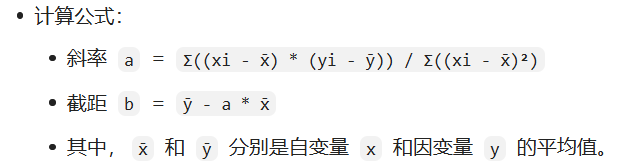 • 计算公式：
• 斜率 a = Σ((xi - x̄) * (yi - ȳ)) / Σ((xi - x̄)²)
• 截距 b = ȳ - a * x̄
• 其中， x̄ 和 ȳ 分别是自变量 x 和因变量 y 的平均值。